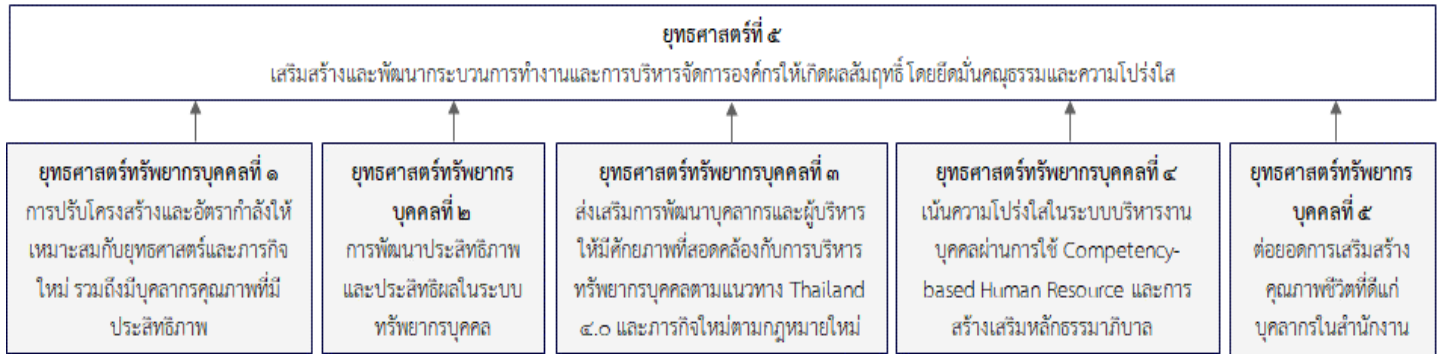 ยุทธศาสตร์ที่ ๕
เสริมสร้างและพัฒนากระบวนการทำงานและการบริหารจัดการองค์กรให้เกิดผลสัมฤทธิ์ โดยยึดมั่นคุณธรรมและความโปร่งใส
ยุทธศาสตร์ทรัพยากรบุคคลที่ ๑
การปรับโครงสร้างและอัตรากำลังให้
เหมาะสมกับยุทธศาสตร์และภารกิจ
ใหม่ รวมถึงมีบุคลากรคุณภาพที่มี
ประสิทธิภาพ
ยุทธศาสตร์ทรัพยากร
บุคคลที่ ๒
การพัฒนาประสิทธิภาพ
และประสิทธิผลในระบบ
ทรัพยากรบุคคล
ยุทธศาสตร์ทรัพยากรบุคคลที่ ๓
ส่งเสริมการพัฒนาบุคลากรและผู้บริหาร
ให้มีศักยภาพที่สอดคล้องกับการบริหาร
ทรัพยากรบุคคลตามแนวทาง Thailand
๔.๐ และภารกิจใหม่ตามกฎหมายใหม่
ยุทธศาสตร์ทรัพยากรบุคคลที่ ๔
เน้นความโปร่งใสในระบบบริหารงาน
บุคคลผ่านการใช้ Competency-
based Human Resource และการ
สร้างเสริมหลักธรรมาภิบาล
ยุทธศาสตร์ทรัพยากร
บุคคลที่ ๕
ต่อยอดการเสริมสร้าง
คุณภาพชีวิตที่ดีแก่
บุคลากรในสำนักงาน